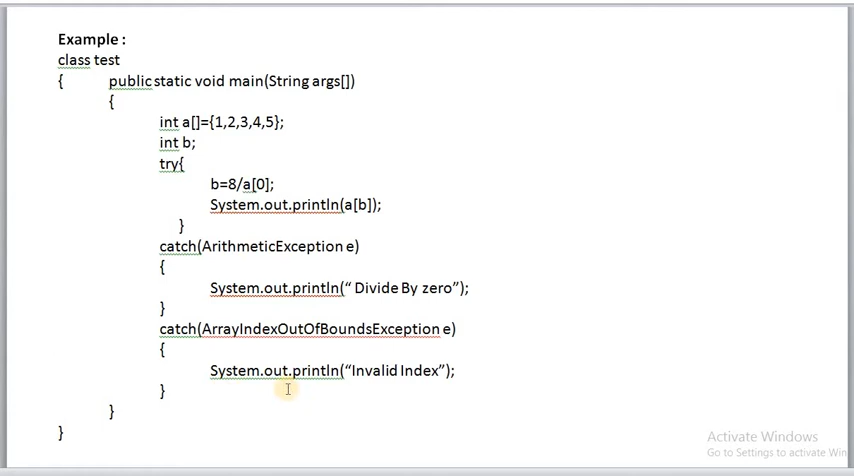 Example :
class test
{ public static void main(String args[])
{
int a[]={1,2,3,4,5};
int b;
try{
b=8/a[0];
System.out.println(a[b]);
}
catch(ArithmeticException e)
{
System.out.println(“ Divide By zero”);
}
catch(ArrayIndexOutOfBoundsException e)
{
System.out.println(“Invalid Index”);
}
}
}
Activate Windows
Go to Settings to activate Win